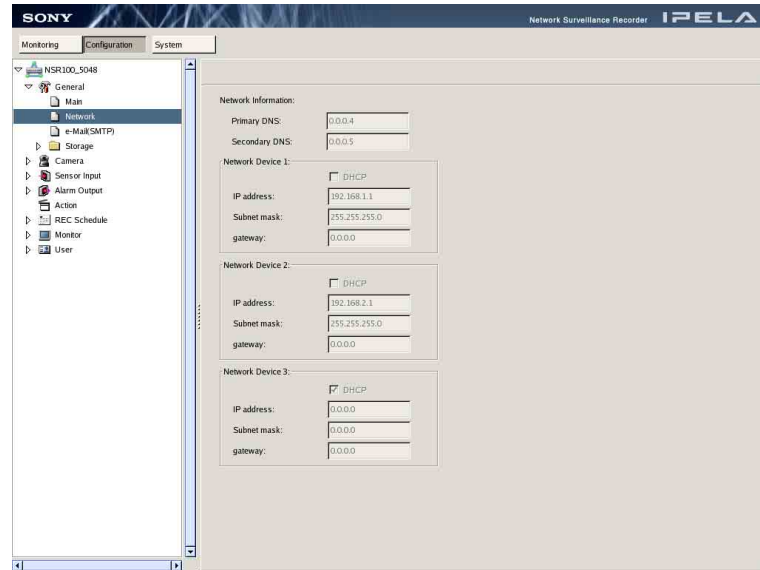 SONY
Network Surveillance Recorder IPELA
Monitoring Configuration System
NSR100_5048
General
Main
Network
e-Mail(SMTP)
Storage
Camera
Sensor Input
Alarm Output
Action
REC Schedule
Monitor
User
Network Information:
Primary DNS: 0.0.0.4
Secondary DNS: 0.0.0.5
Network Device 1:
DHCP
IP address: 192.168.1.1
Subnet mask: 255.255.255.0
gateway: 0.0.0.0
Network Device 2:
DHCP
IP address: 192.168.2.1
Subnet mask: 255.255.255.0
gateway: 0.0.0.0
Network Device 3:
DHCP
IP address: 0.0.0.0
Subnet mask: 0.0.0.0
gateway: 0.0.0.0